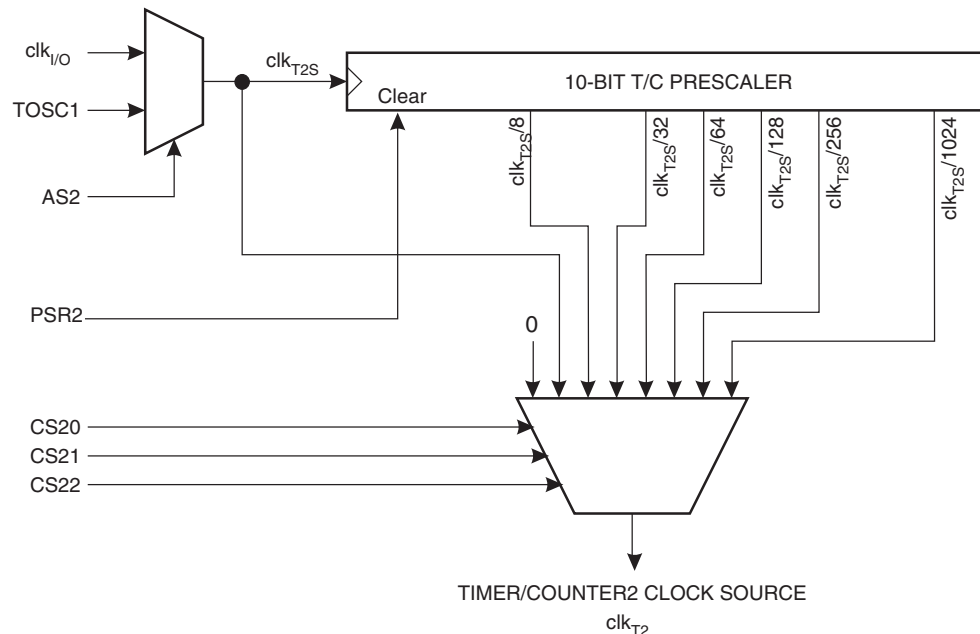 clkI/O
clkT2S
10-BIT T/C PRESCALER
TOSC1
Clear
clkT2S/8
clkT2S/32
clkT2S/64
clkT2S/128
clkT2S/256
clkT2S/1024
AS2
PSR2
0
CS20
CS21
CS22
TIMER/COUNTER2 CLOCK SOURCE
clkT2